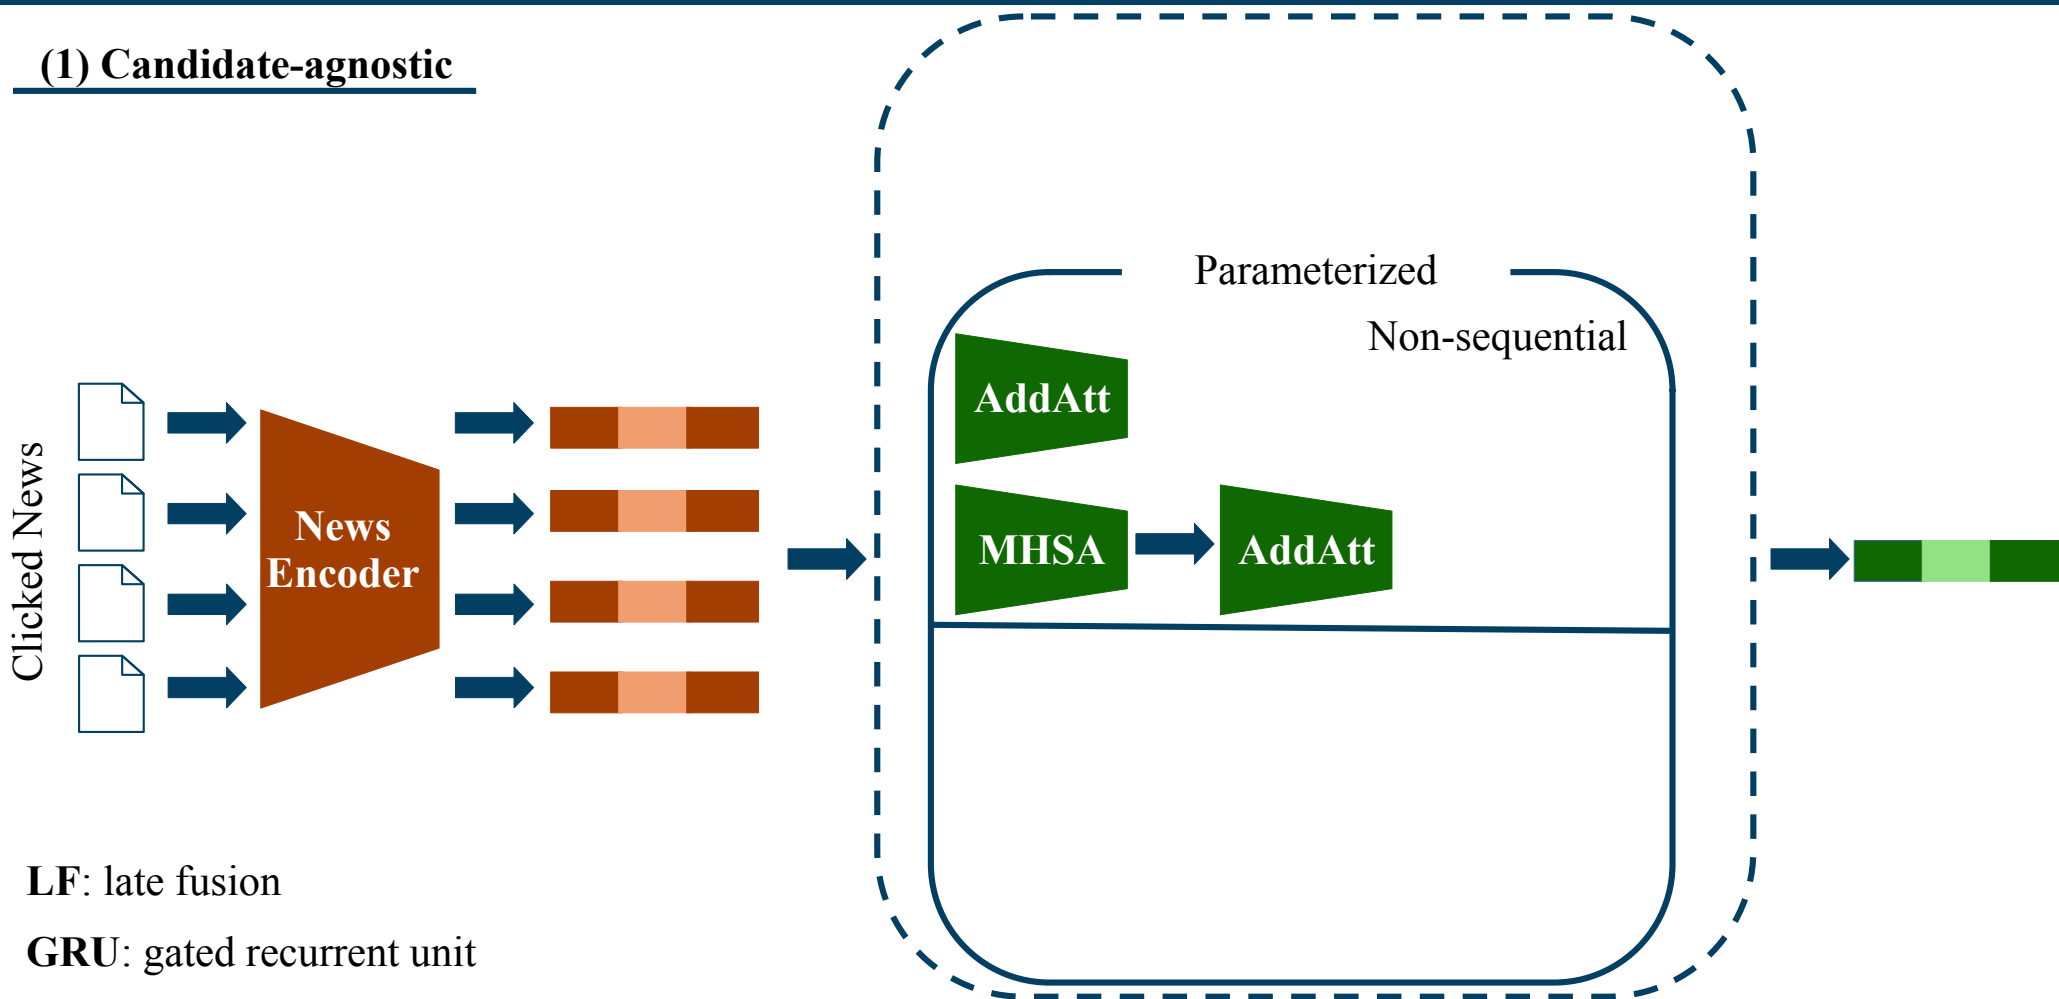 (1) Candidate-agnostic
Parameterized
Non-sequential
AddAtt
Clicked News
News
Encoder
MHSA
AddAtt
LF: late fusion
GRU: gated recurrent unit